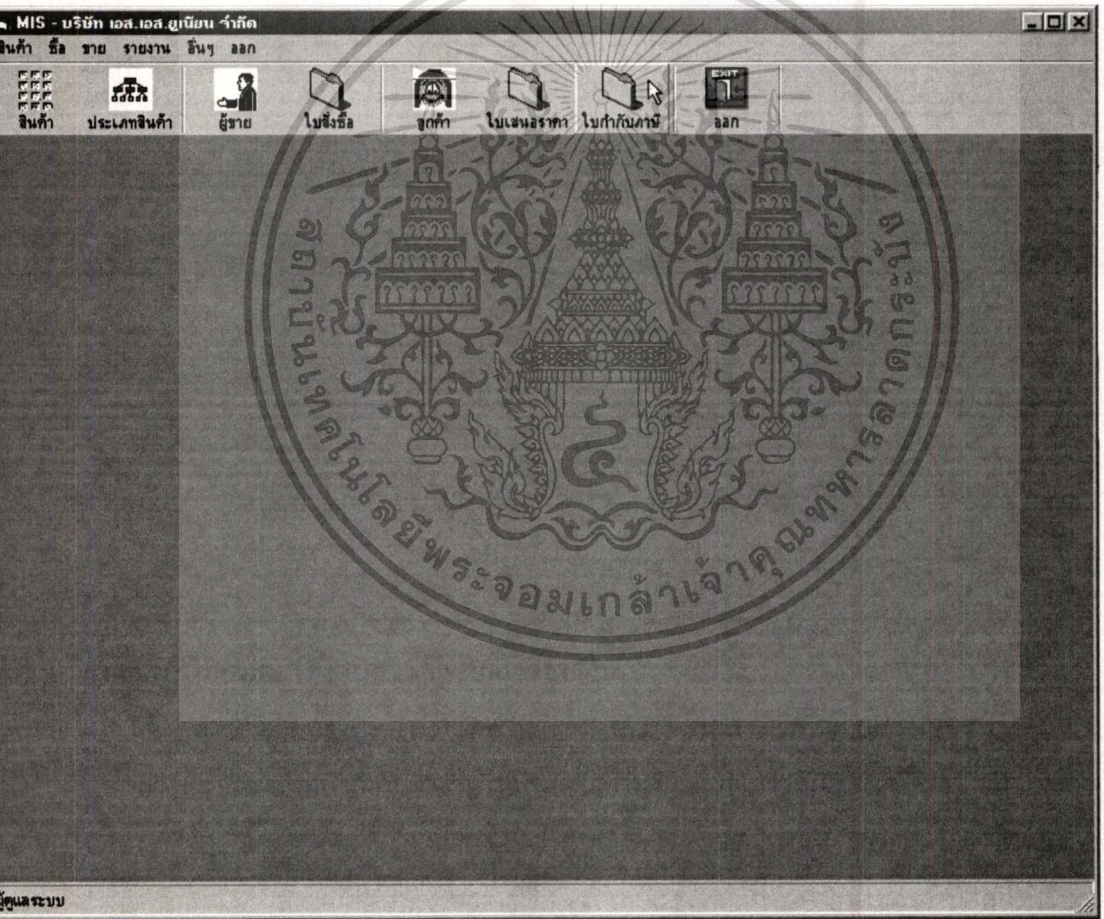 MIS - บริษัท เอส.เอส.ยูเนียน จำกัด
สินค้า ซื้อ ขาย รายงาน อื่นๆ ออก
EXIT
สินค้า ประเภทสินค้า ผู้ขาย ใบสั่งซื้อ ลูกค้า ใบเสนอราคา ใบกำกับภาษี ออก
สถาบันเทคโนโลยีพระจอมเกล้าเจ้าคุณทหารลาดกระบัง
ผู้ดูแลระบบ